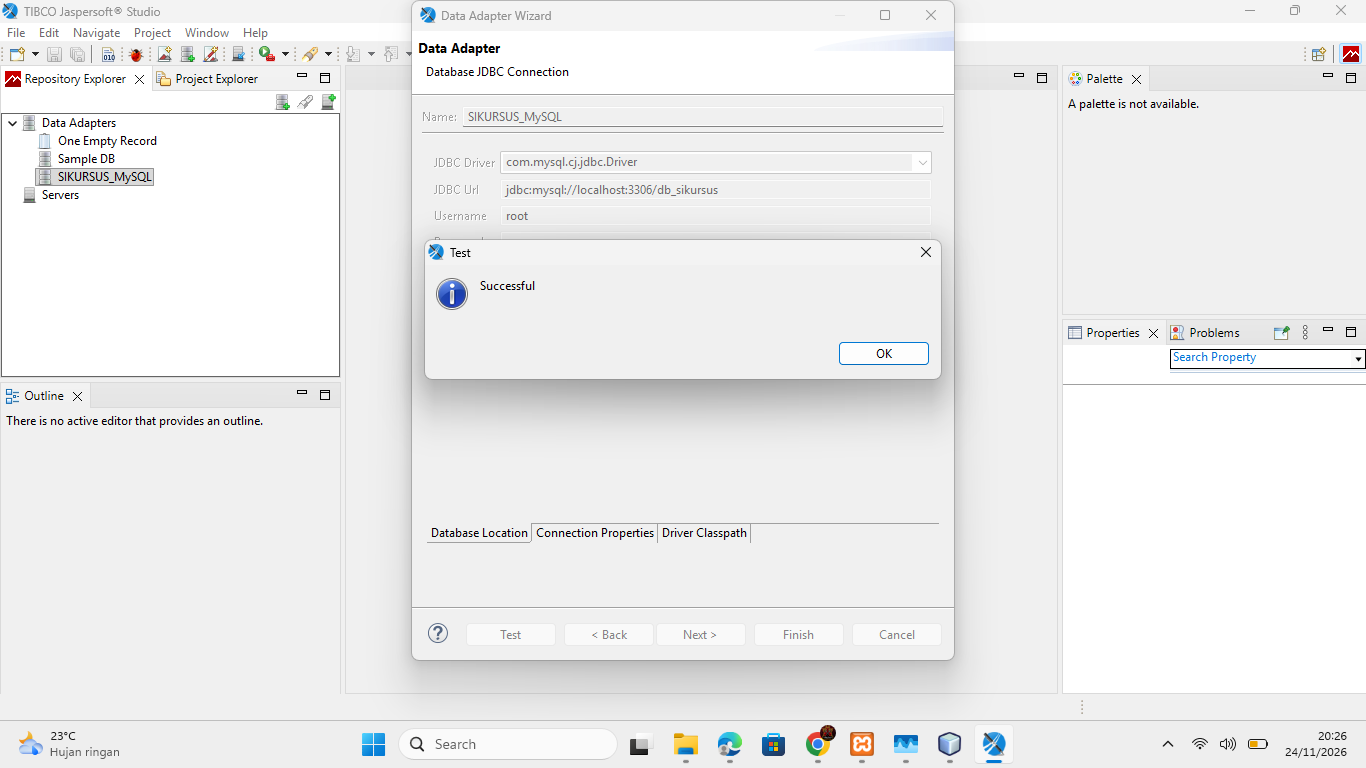 TIBCO Jaspersoft® Studio
File Edit Navigate Project Window Help
Repository Explorer
Project Explorer
Data Adapters
One Empty Record
Sample DB
SIKURSUS_MySQL
Servers
Outline
There is no active editor that provides an outline.
Data Adapter Wizard
Data Adapter
Database JDBC Connection
Name: SIKURSUS_MySQL
JDBC Driver com.mysql.cj.jdbc.Driver
JDBC Url jdbc:mysql://localhost:3306/db_sikursus
Username root
Test
Successful
OK
Database Location Connection Properties Driver Classpath
Test < Back Next > Finish Cancel
Palette
A palette is not available.
Properties Problems
Search Property
23°C
Hujan ringan
Search
20:26
24/11/2026